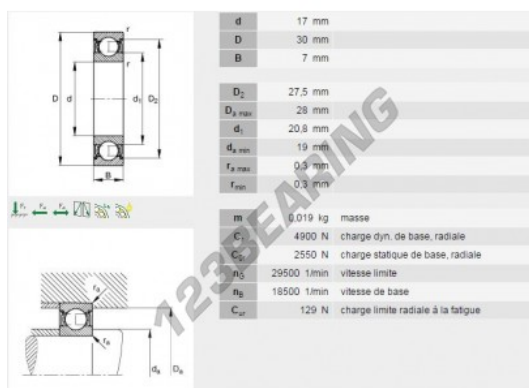 d 17 mm
D 30 mm
B 7 mm
D2 27,5 mm
Da max 28 mm
d1 20,8 mm
da min 19 mm
ra max 0,3 mm
rmin 0,3 mm
m 0,019 kg masse
Cr 4900 N charge dyn. de base, radiale
C0r 2550 N charge statique de base, radiale
nG 29500 1/min vitesse limite
nB 18500 1/min vitesse de base
Cur 129 N charge limite radiale à la fatigue
r
r
D d d1 D2
B
Fr Fa Fa
ra
ra
da Da
123BEARING